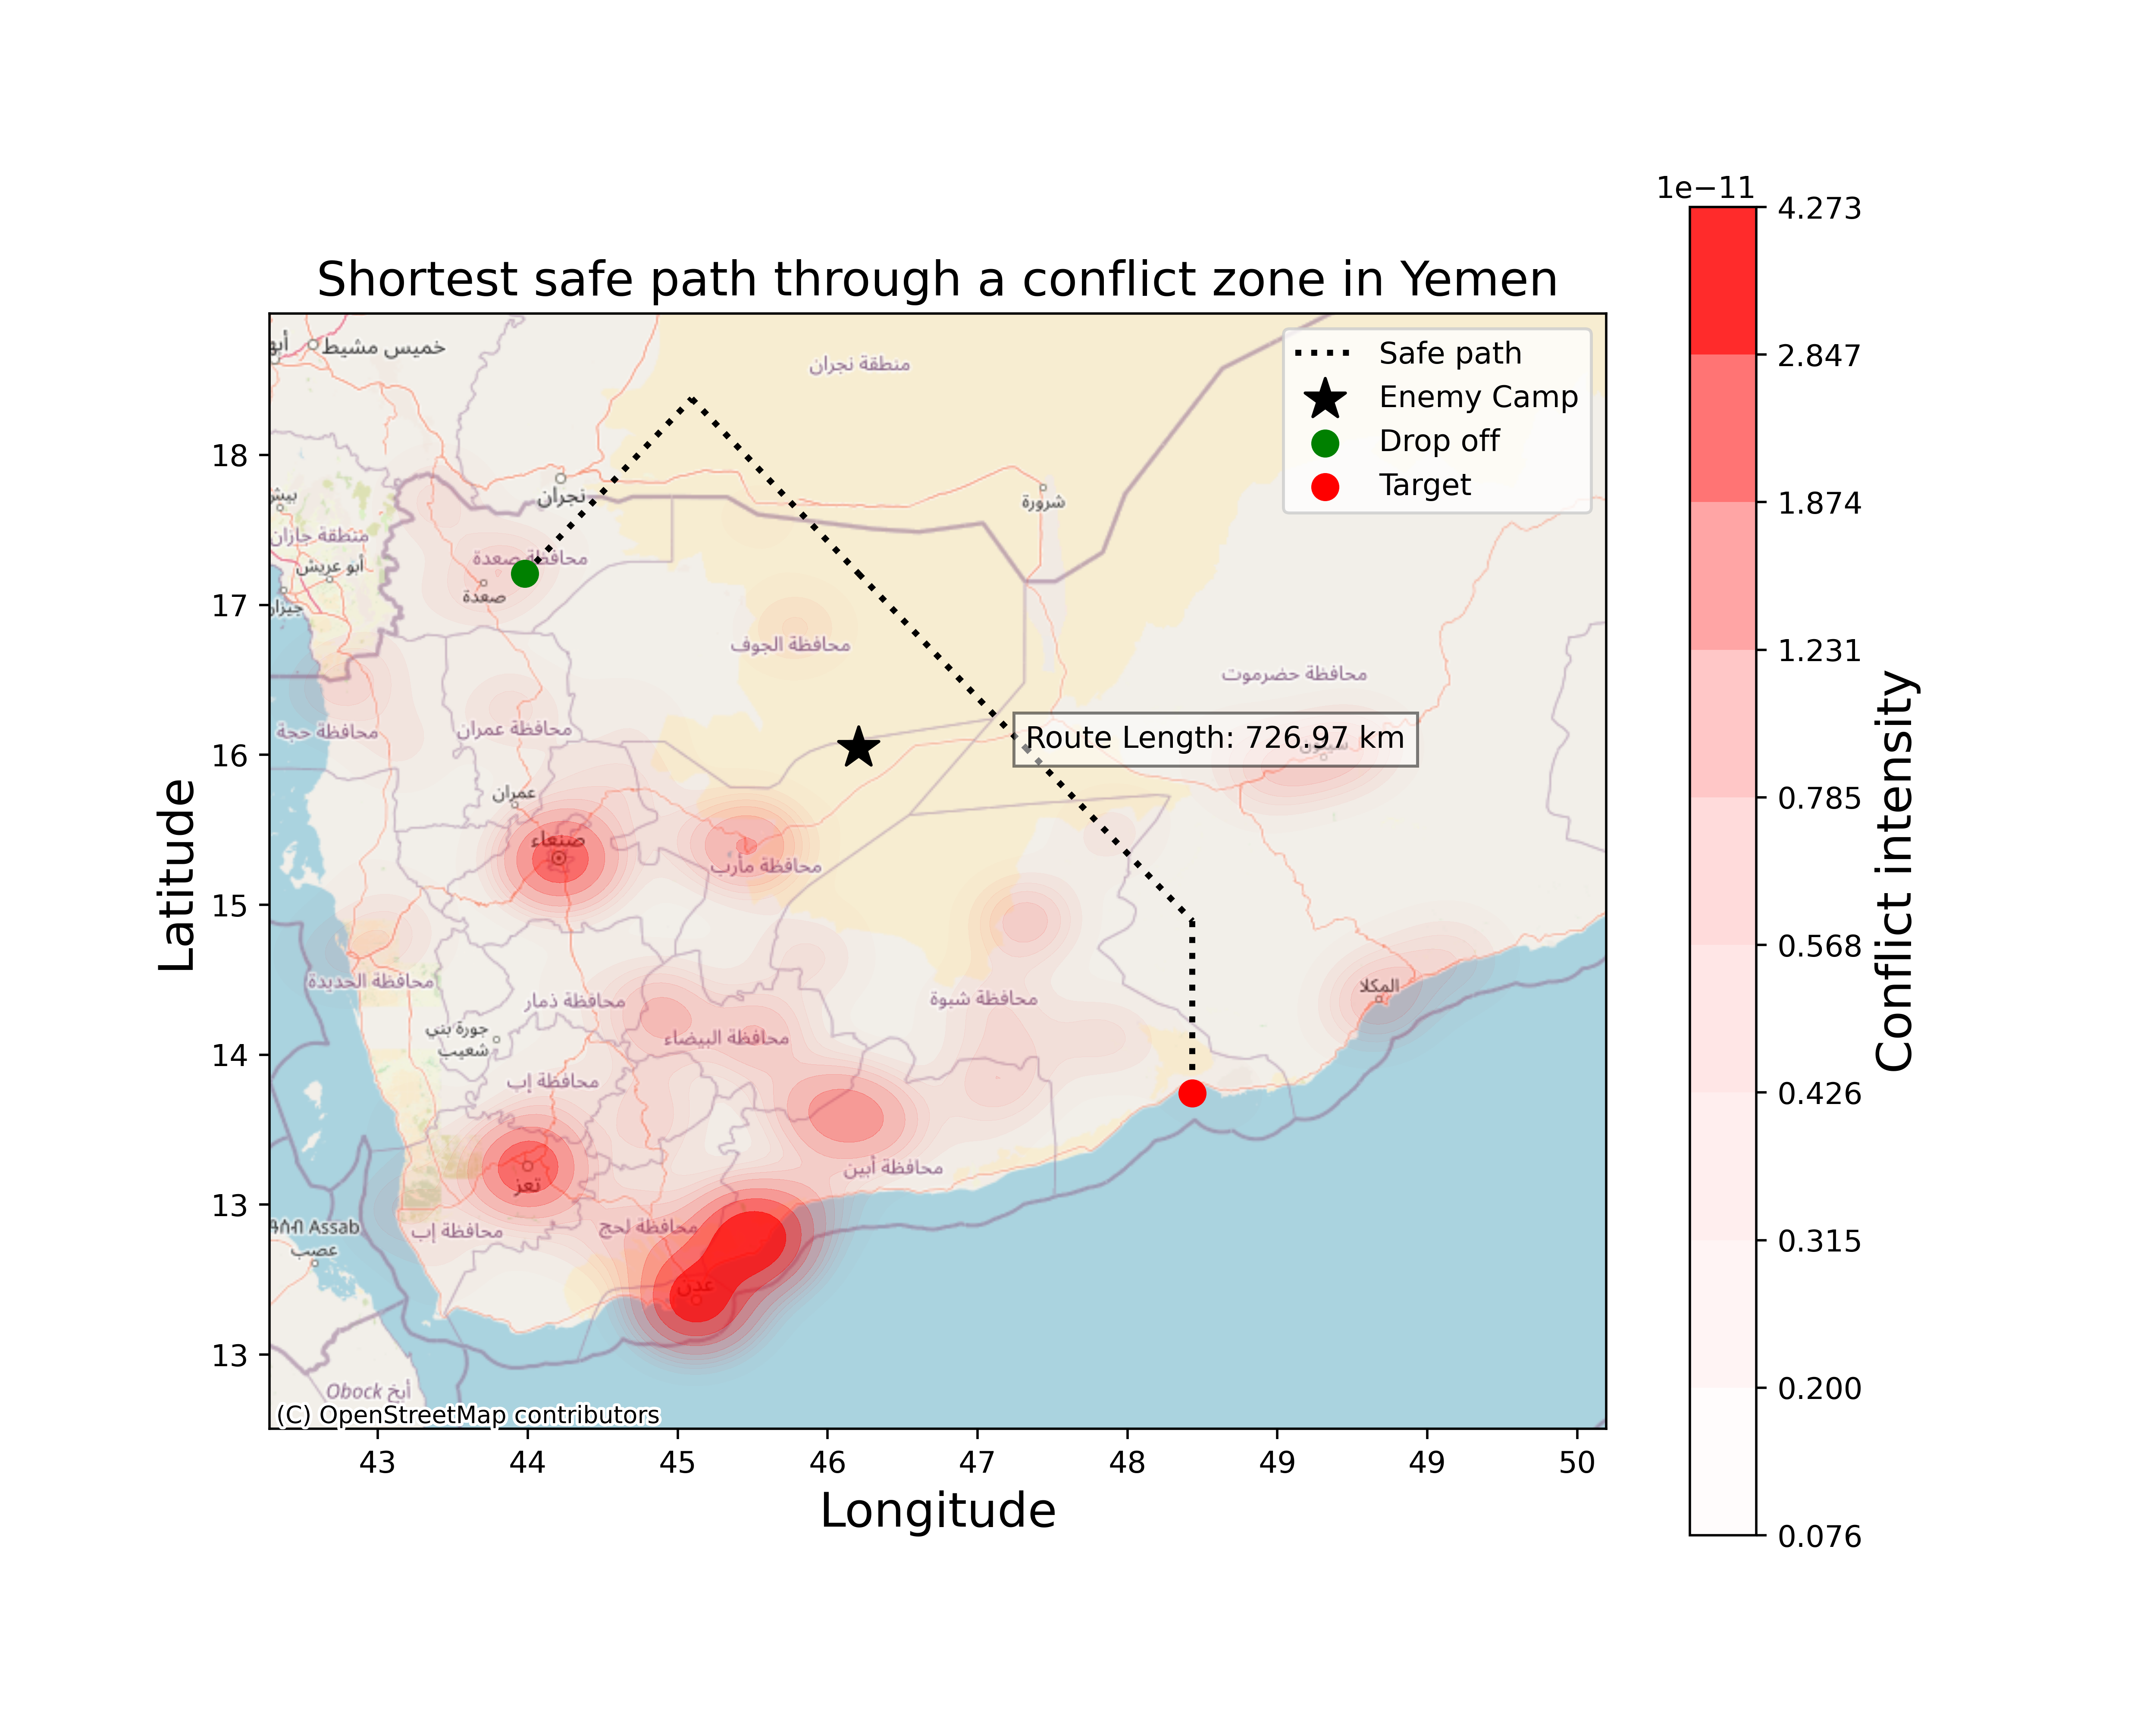 1e−11
Shortest safe path through a conflict zone in Yemen
خميس مشيط
منطقة نجران
Safe path
Enemy Camp
Drop off
Target
نجران
شرورة
منطقة جازان
أبو عريش
محافظة صعدة
صعدة
محافظة الجوف
محافظة حضرموت
محافظة حجة
محافظة عمران
Route Length: 726.97 km
عمران
صنعاء
محافظة مأرب
محافظة الحديدة
محافظة ذمار
محافظة شبوة
المكلا
جورة بني
شعيب
محافظة البيضاء
محافظة إب
تعز
محافظة أبين
محافظة إب
محافظة لحج
Assab
عصب
عدن
Obock أبخ
(C) OpenStreetMap contributors
18
17
16
15
14
13
13
Latitude
43
44
45
46
47
48
49
49
50
Longitude
4.273
2.847
1.874
1.231
0.785
0.568
0.426
0.315
0.200
0.076
Conflict intensity